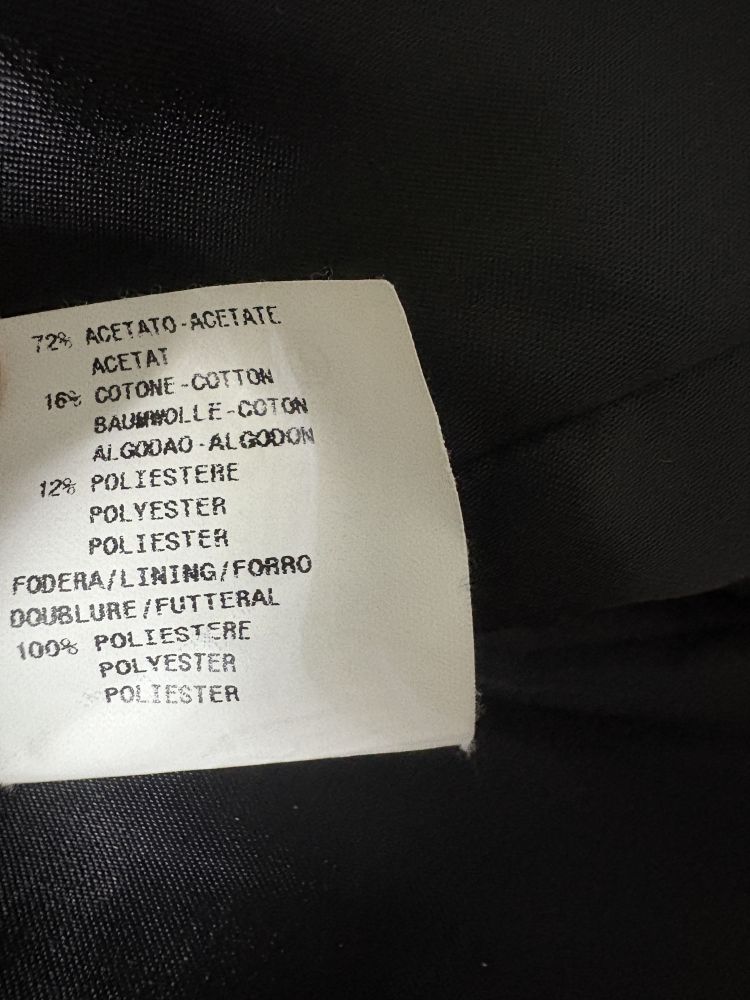 72% ACETATO-ACETATE
ACETAT
16% COTONE-COTTON
BAUMWOLLE-COTON
ALGODAO-ALGODON
12% POLIESTERE
POLYESTER
POLIESTER
FODERA/LINING/FORRO
DOUBLURE/FUTTERAL
100% POLIESTERE
POLYESTER
POLIESTER